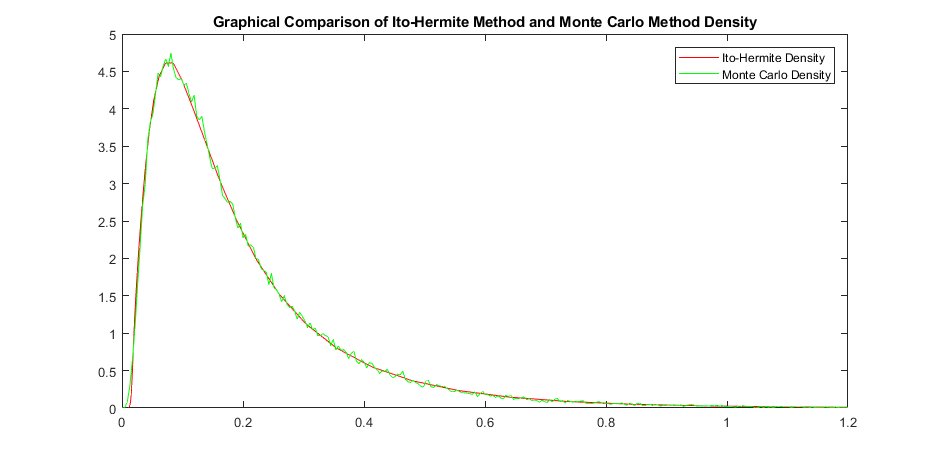 Graphical Comparison of Ito-Hermite Method and Monte Carlo Method Density
5
4.5
4
3.5
3
2.5
2
1.5
1
0.5
0
Ito-Hermite Density
Monte Carlo Density
0 0.2 0.4 0.6 0.8 1 1.2